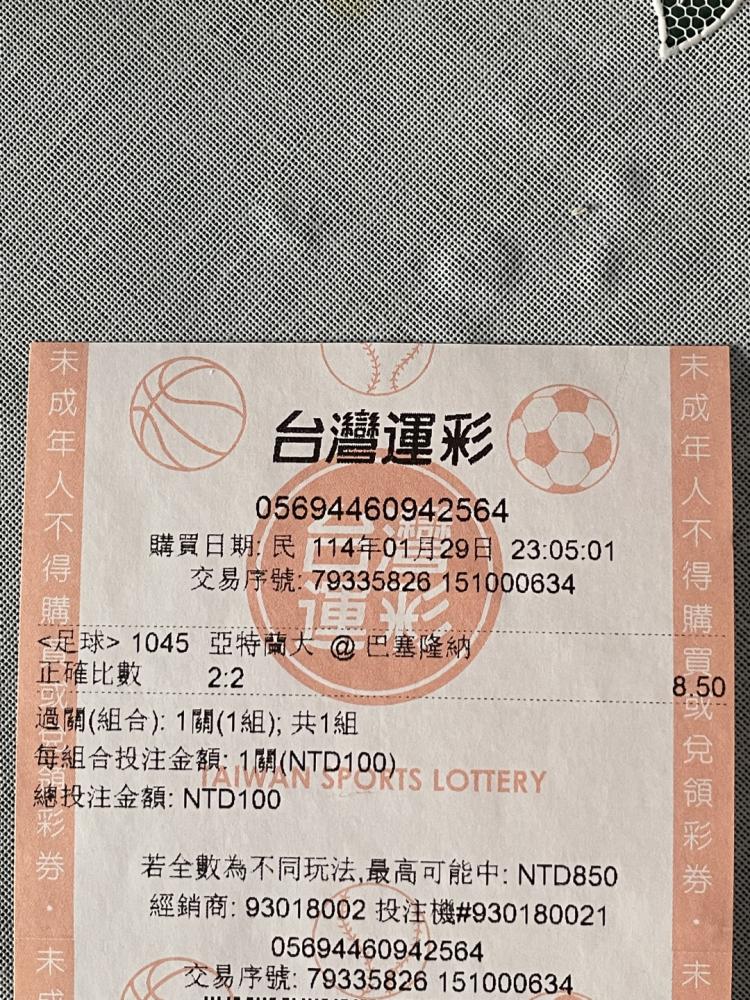 台灣運彩
05694460942564
購買日期: 民 114年01月29日 23:05:01
交易序號: 79335826 151000634
<足球> 1045 亞特蘭大 @ 巴塞隆納
正確比數 2:2 8.50
過關(組合): 1關(1組); 共1組
每組合投注金額: 1關(NTD100)
TAIWAN SPORTS LOTTERY
總投注金額: NTD100
若全數為不同玩法,最高可能中: NTD850
經銷商: 93018002 投注機#930180021
05694460942564
交易序號: 79335826 151000634
未成年人不得購買或兌領彩券・未
未成年人不得購買或兌領彩券・未
台灣運彩